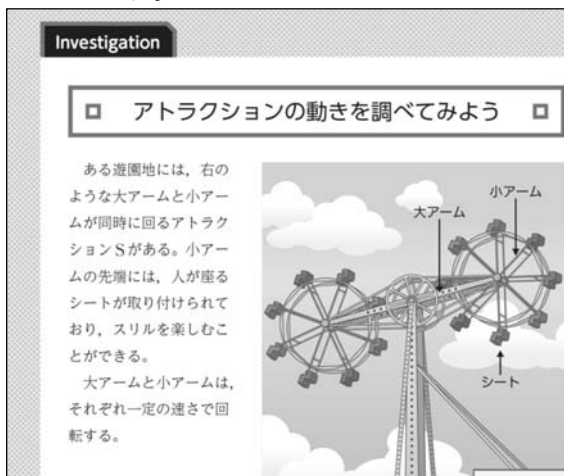 Investigation
アトラクションの動きを調べてみよう
ある遊園地には，右の
ような大アームと小アー
ムが同時に回るアトラク
ションSがある。小アー
ムの先端には，人が座る
シートが取り付けられて
おり，スリルを楽しむこ
とができる。
大アームと小アームは，
それぞれ一定の速さで回
転する。
小アーム
大アーム
シート